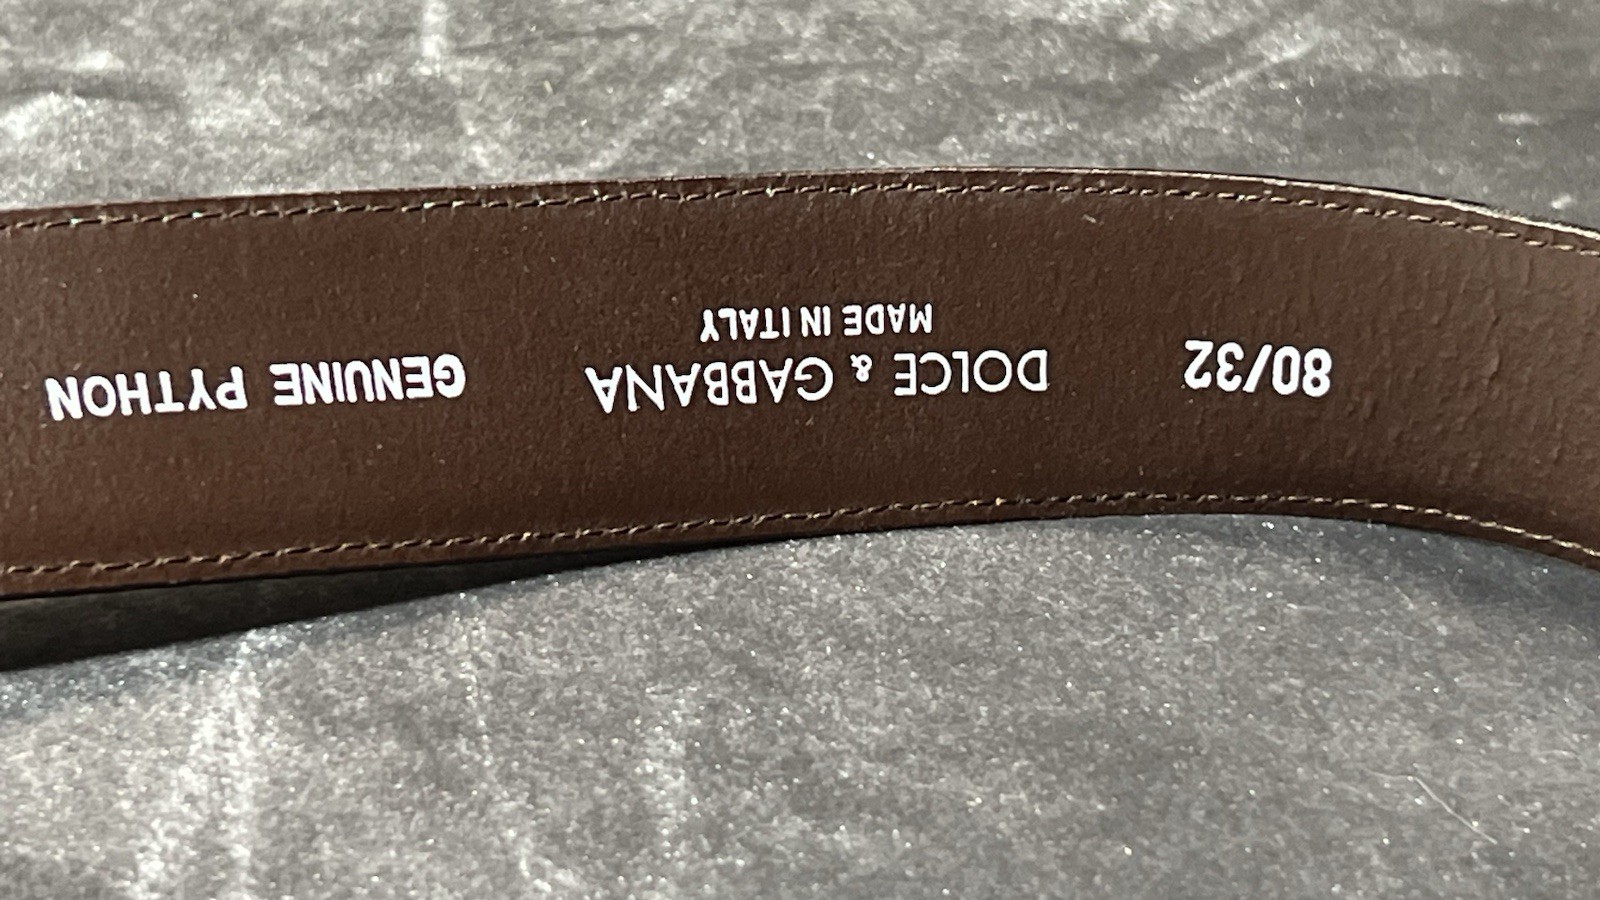 80/32
DOLCE & GABBANA
MADE IN ITALY
GENUINE PYTHON